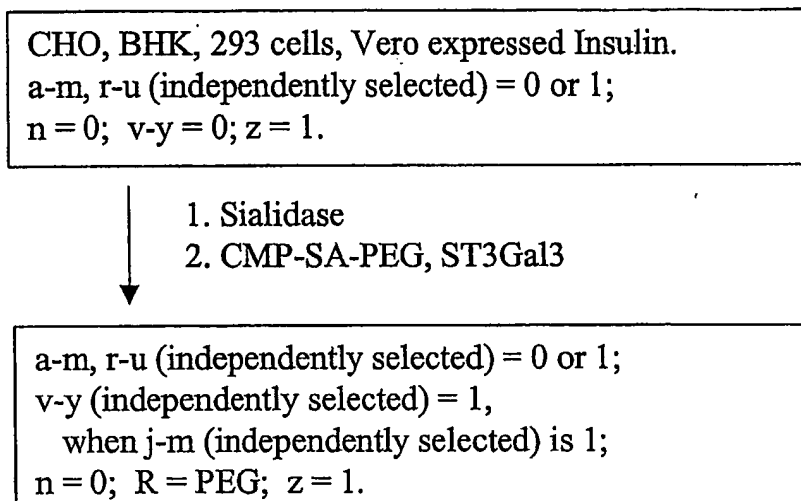 CHO, BHK, 293 cells, Vero expressed Insulin.
a-m, r-u (independently selected) = 0 or 1;
n = 0; v-y = 0; z = 1.
1. Sialidase
2. CMP-SA-PEG, ST3Gal3
a-m, r-u (independently selected) = 0 or 1;
v-y (independently selected) = 1,
when j-m (independently selected) is 1;
n = 0; R = PEG; z = 1.